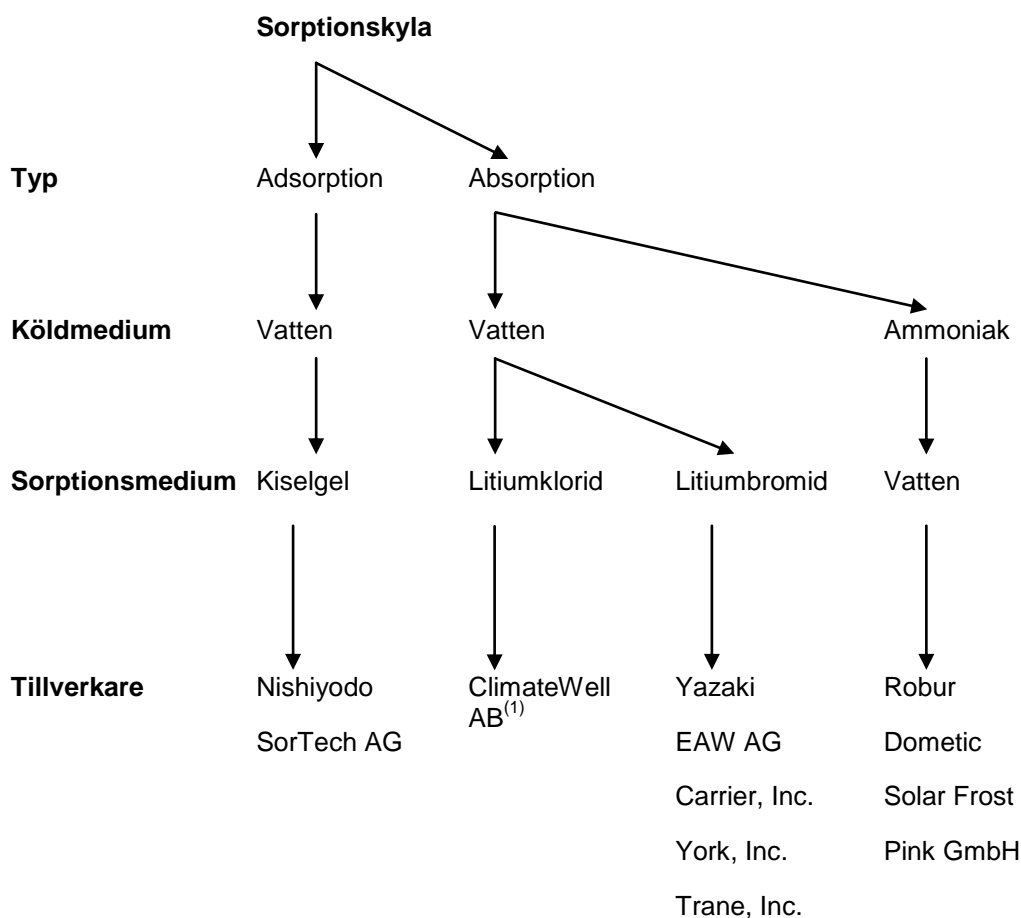 Sorptionskyla
Typ Adsorption Absorption
Köldmedium Vatten Vatten Ammoniak
Sorptionsmedium Kiselgel Litiumklorid Litiumbromid Vatten
Tillverkare Nishiyodo ClimateWell Yazaki Robur
AB(1)
SorTech AG EAW AG Dometic
Carrier, Inc. Solar Frost
York, Inc. Pink GmbH
Trane, Inc.